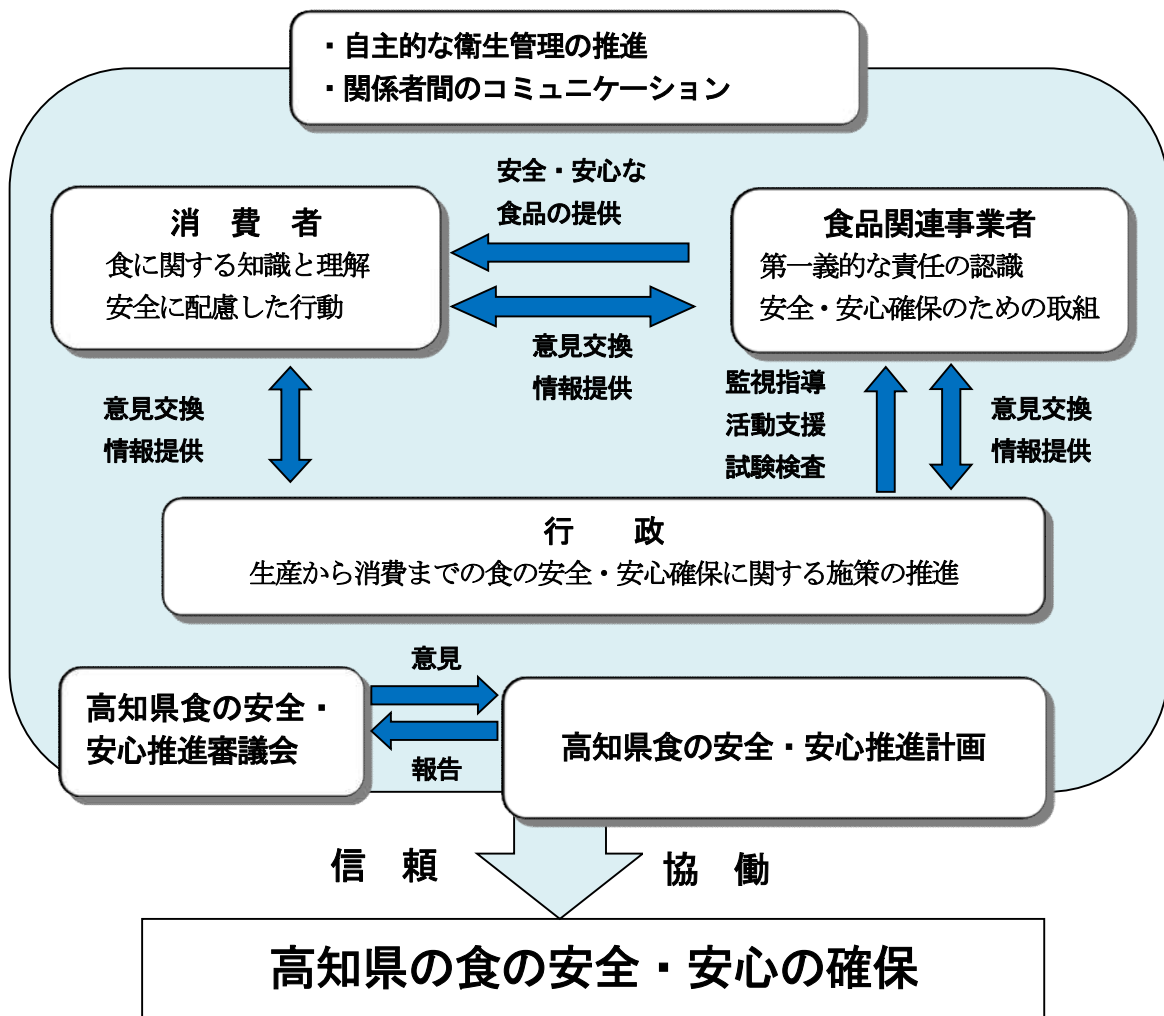 ・自主的な衛生管理の推進
・関係者間のコミュニケーション
安全・安心な
食品の提供
消　費　者
食に関する知識と理解
安全に配慮した行動
食品関連事業者
第一義的な責任の認識
安全・安心確保のための取組
意見交換
情報提供
意見交換
情報提供
監視指導
活動支援
試験検査
意見交換
情報提供
行　　政
生産から消費までの食の安全・安心確保に関する施策の推進
意見
高知県食の安全・
安心推進審議会
報告
高知県食の安全・安心推進計画
信　頼
協　働
高知県の食の安全・安心の確保